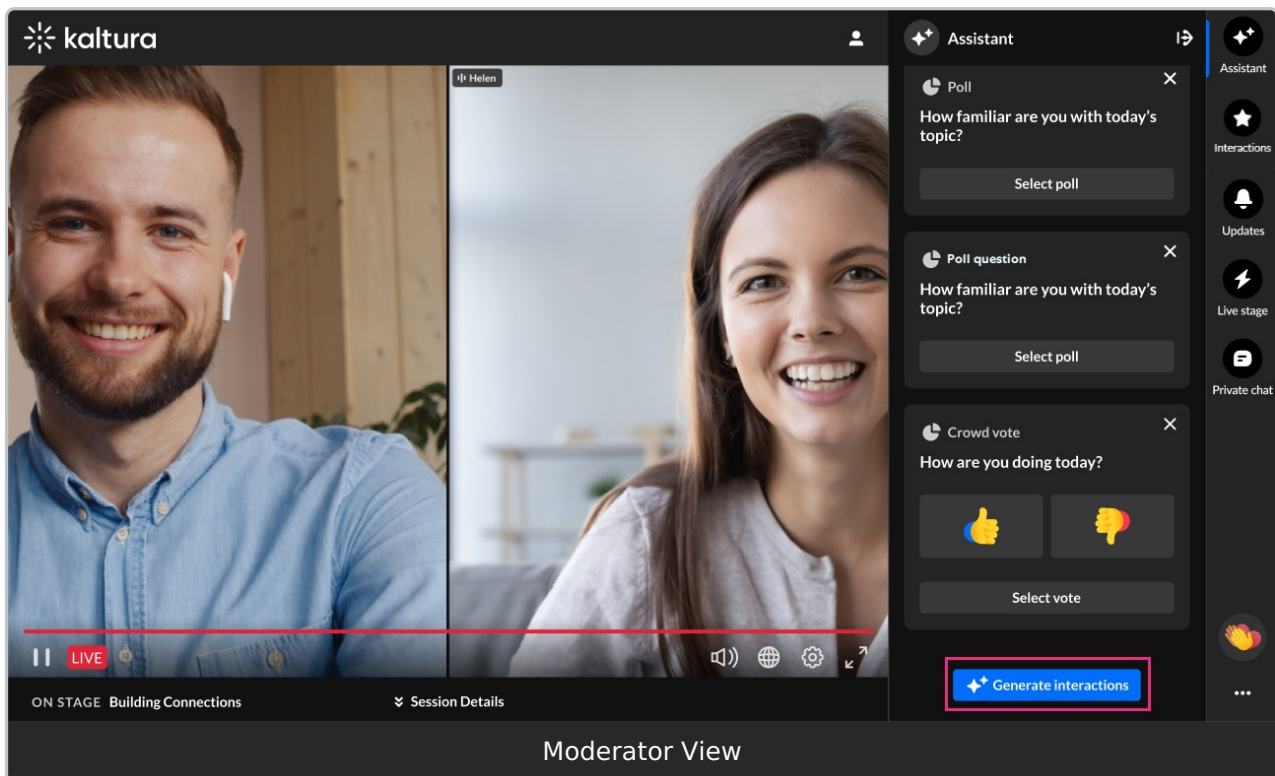 kaltura
Helen
LIVE
ON STAGE Building Connections
Session Details
Assistant
Poll
How familiar are you with today's
topic?
Select poll
Poll question
How familiar are you with today's
topic?
Select poll
Crowd vote
How are you doing today?
Select vote
Generate interactions
Assistant
Interactions
Updates
Live stage
Private chat
Moderator View